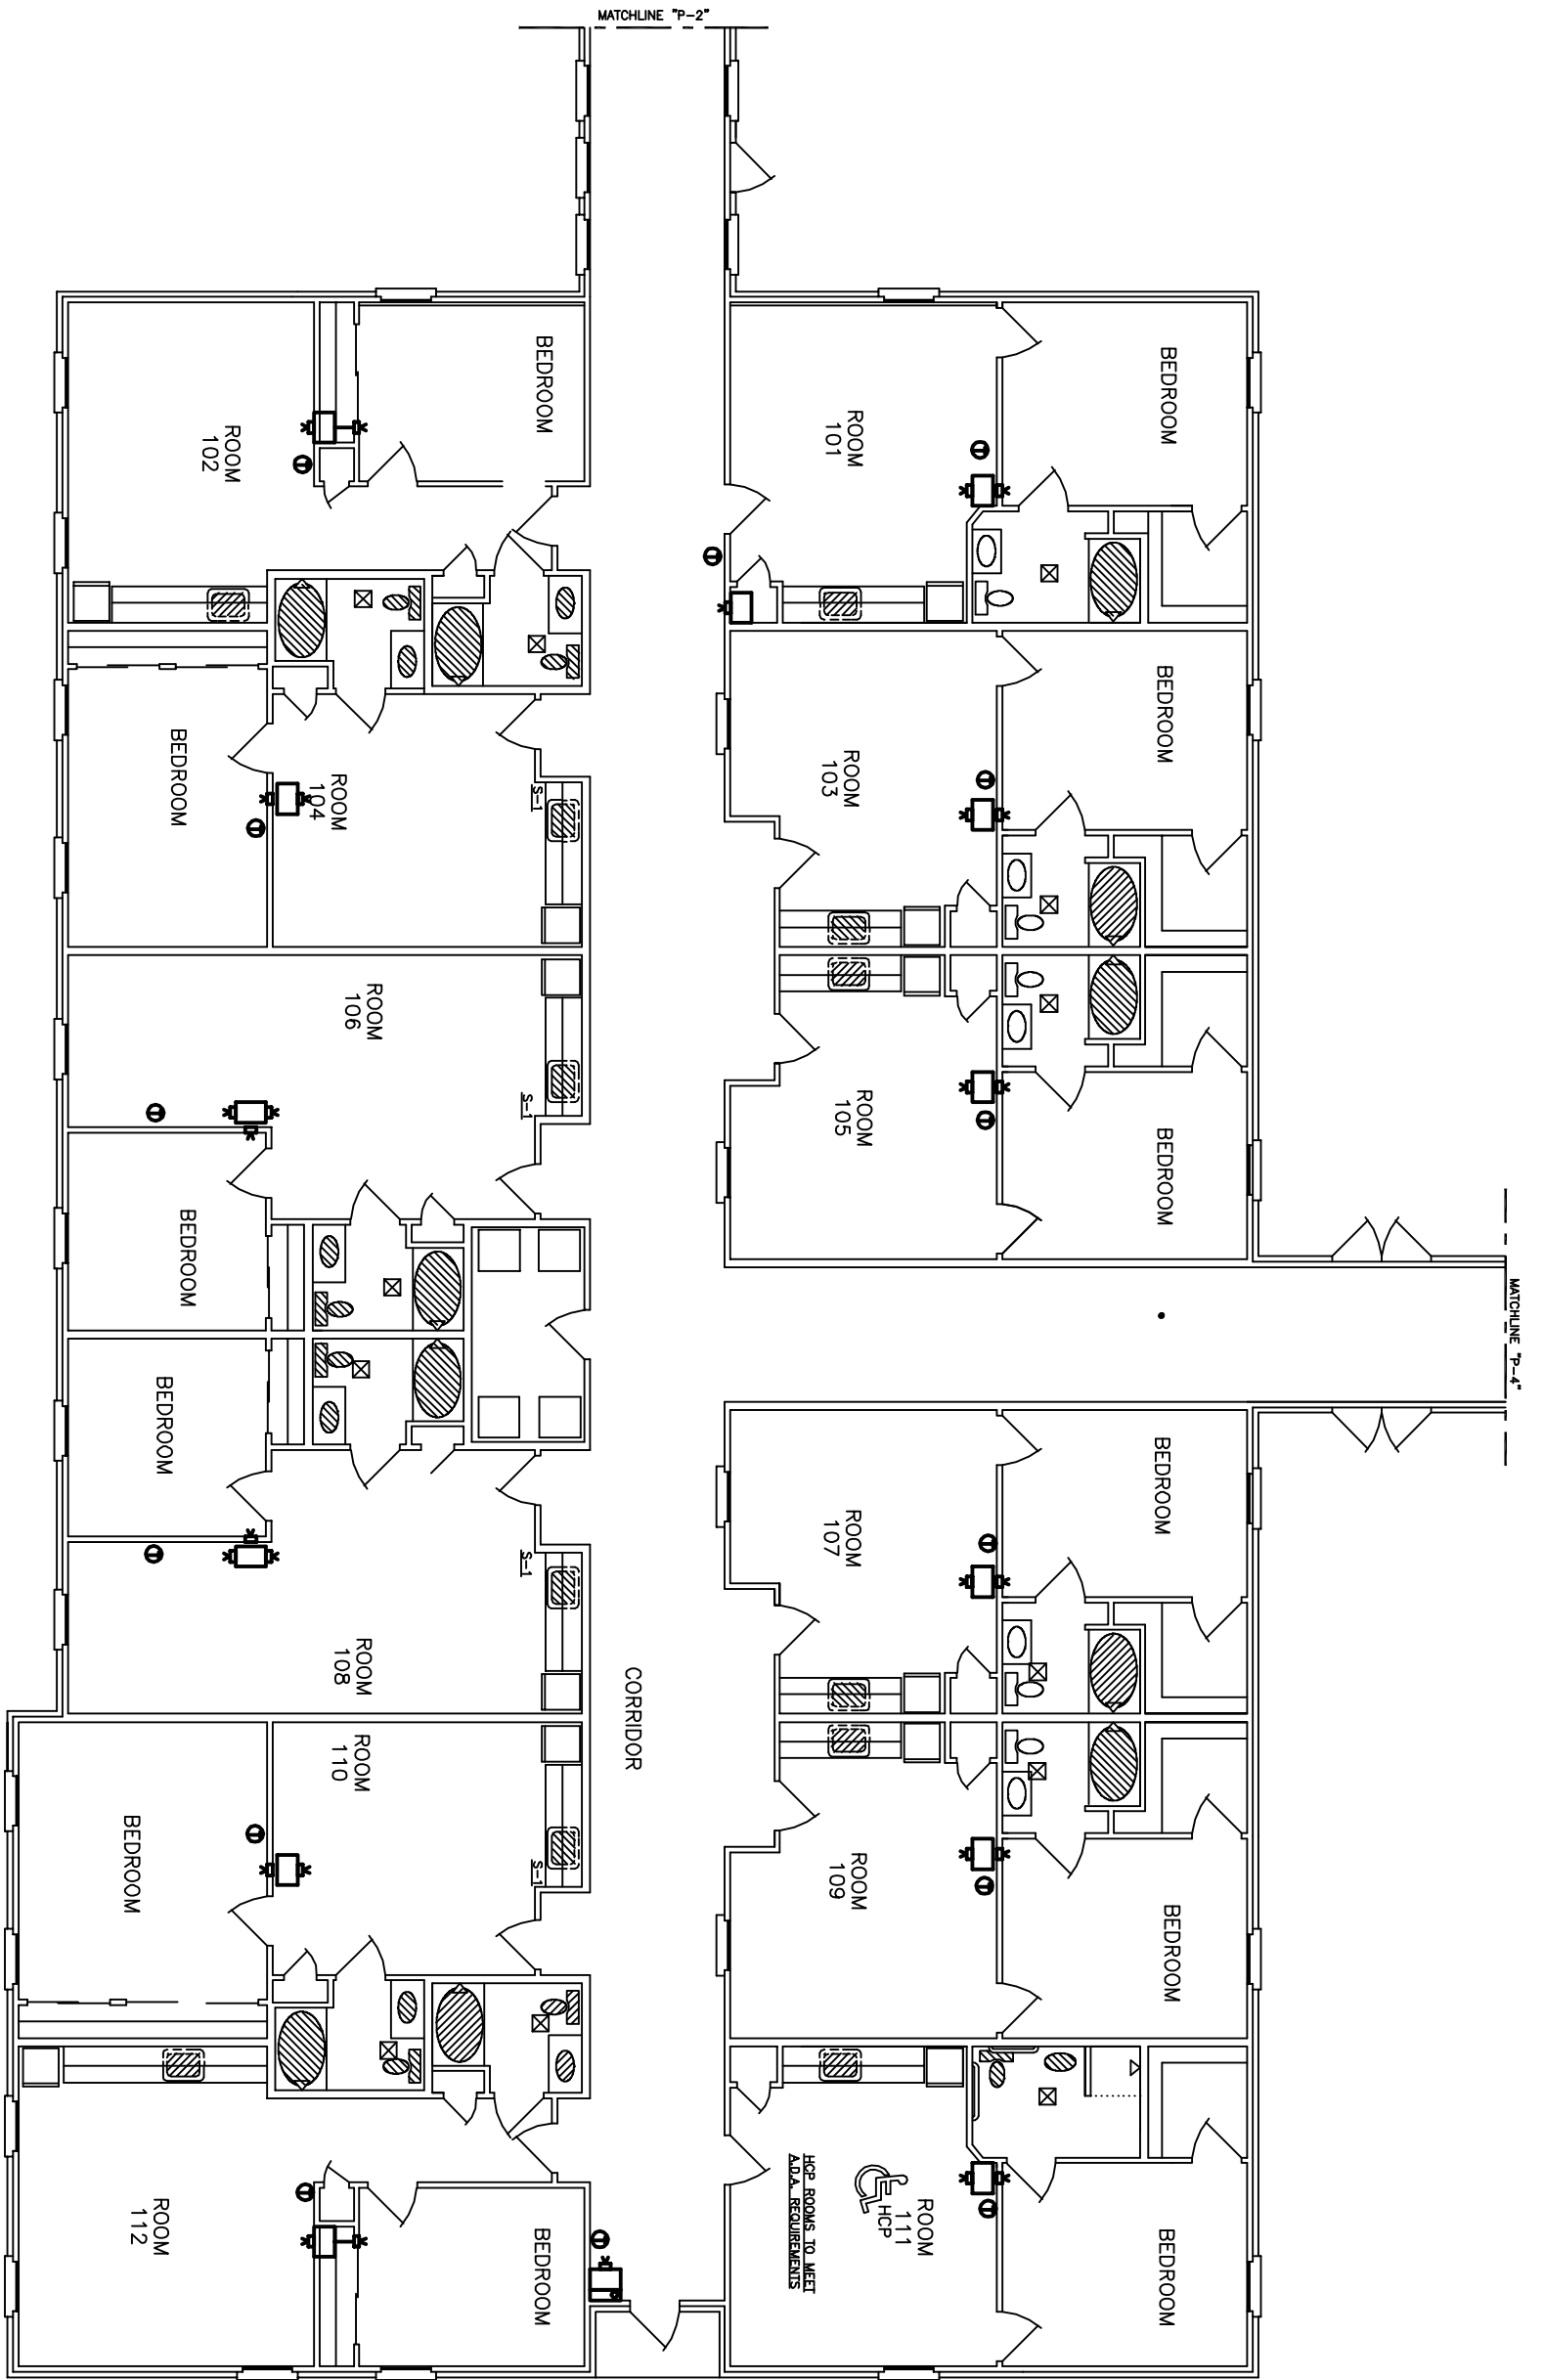 MATCHLINE "P-2"
BEDROOM
ROOM
102
ROOM
101
BEDROOM
BEDROOM
ROOM
104
S-1
ROOM
103
BEDROOM
ROOM
106
S-1
ROOM
105
BEDROOM
BEDROOM
MATCHLINE "P-4"
BEDROOM
S-1
ROOM
107
BEDROOM
ROOM
108
CORRIDOR
ROOM
110
BEDROOM
S-1
ROOM
109
BEDROOM
HCP ROOMS TO MEET
A.D.A. REQUIREMENTS
ROOM
111
HCP
BEDROOM
ROOM
112
BEDROOM
T
T
T
T
T
T
T
T
T
T
T
T
T
T